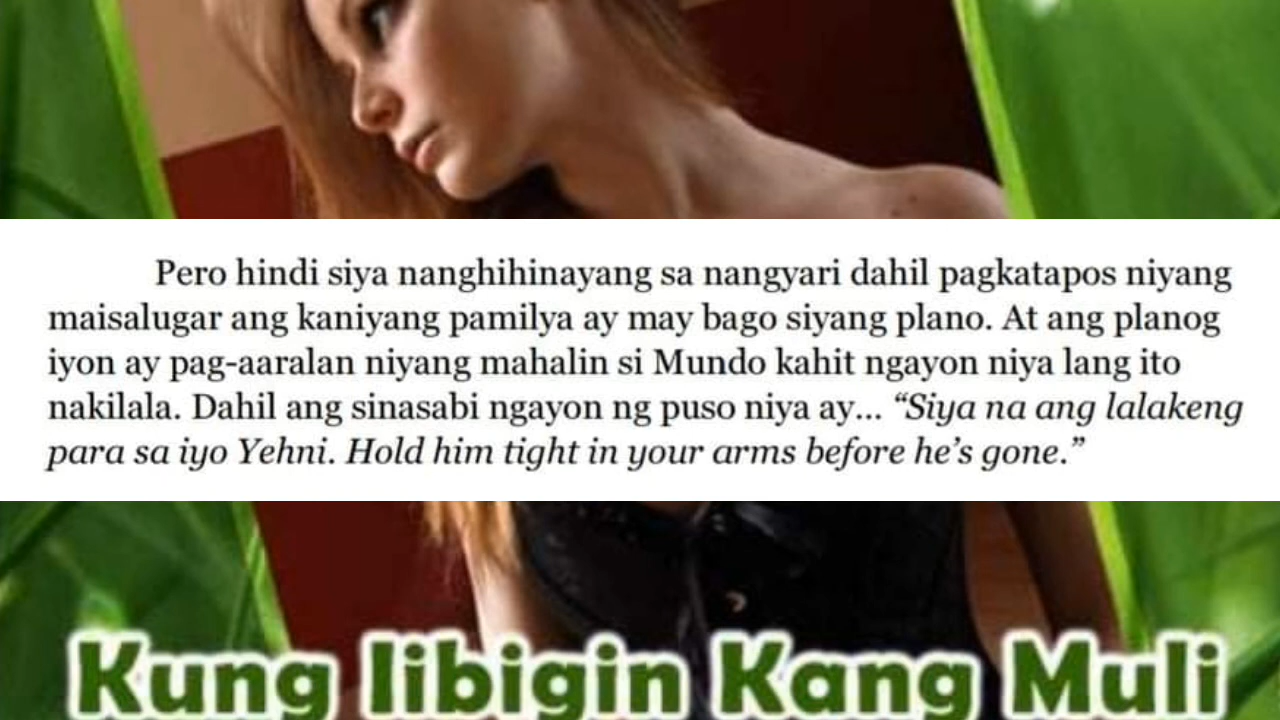 Pero hindi siya nanghihinayang sa nangyari dahil pagkatapos niyang
maisalugar ang kaniyang pamilya ay may bago siyang plano. At ang planog
iyon ay pag-aaralan niyang mahalin si Mundo kahit ngayon niya lang ito
nakilala. Dahil ang sinasabi ngayon ng puso niya ay... “Siya na ang lalakeng
para sa iyo Yehni. Hold him tight in your arms before he’s gone.”
Kung Iibigin Kang Muli